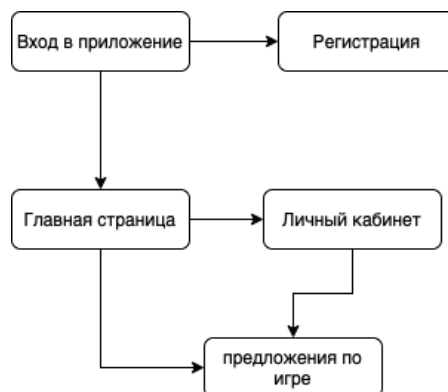 Вход в приложение
Регистрация
Главная страница
Личный кабинет
предложения по
игре